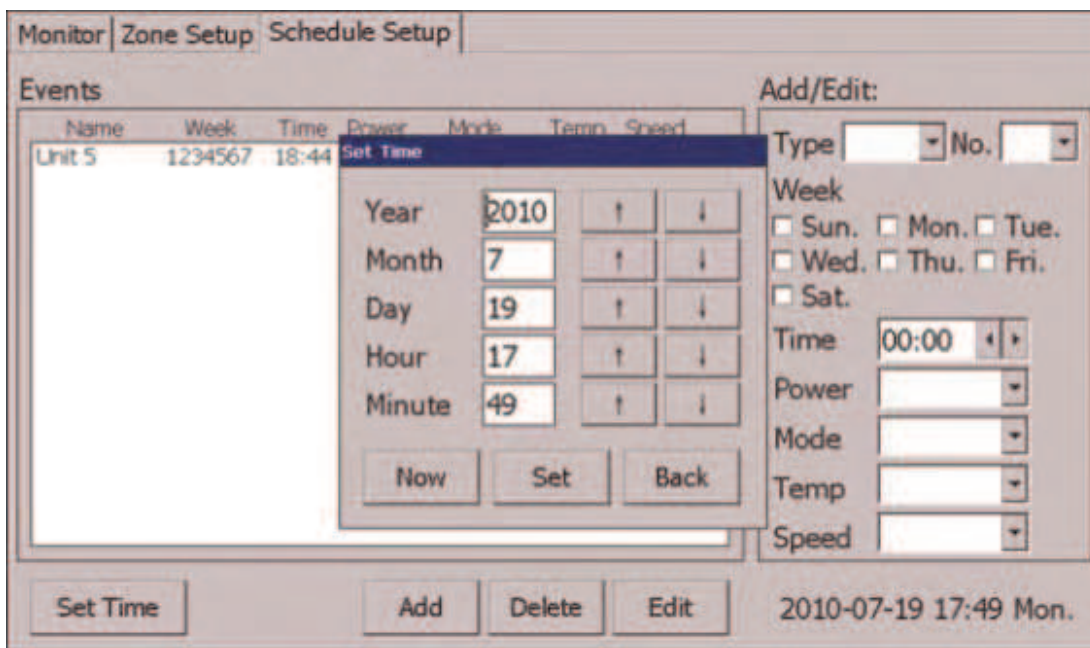 Monitor Zone Setup Schedule Setup
Events
Name Week Time Power Mode Temp Speed
Unit 5 1234567 18:44
Set Time
Year 2010 ↑ ↓
Month 7 ↑ ↓
Day 19 ↑ ↓
Hour 17 ↑ ↓
Minute 49 ↑ ↓
Now Set Back
Add/Edit:
Type No.
Week
Sun. Mon. Tue.
Wed. Thu. Fri.
Sat.
Time 00:00
Power
Mode
Temp
Speed
Set Time Add Delete Edit 2010-07-19 17:49 Mon.